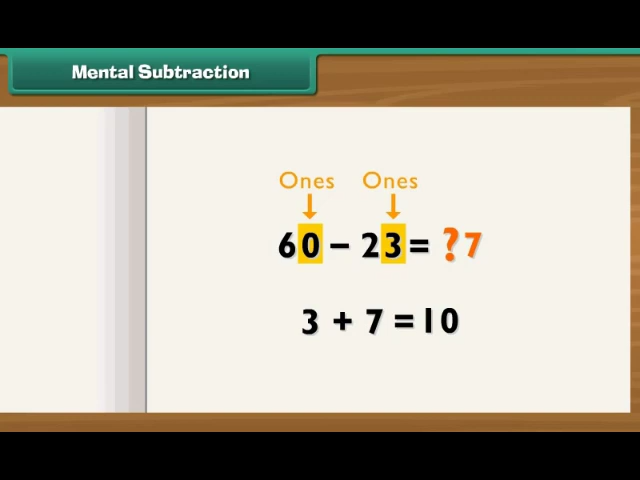 Mental Subtraction
Ones Ones
60 – 23 = ?7
3 + 7 = 10